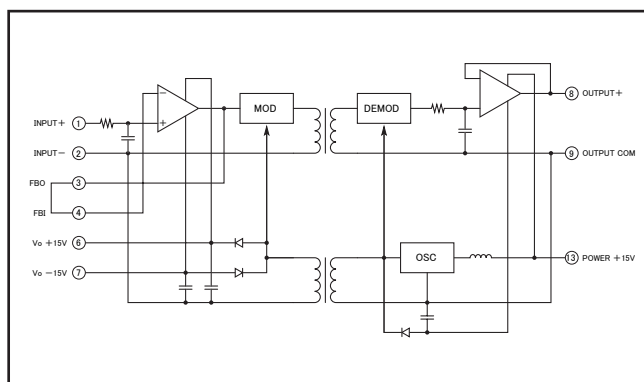 MOD
DEMOD
⑧ OUTPUT+
INPUT+ ①
INPUT- ②
⑨ OUTPUT COM
FBO ③
FBI ④
Vo +15V ⑥
OSC
⑬ POWER +15V
Vo -15V ⑦